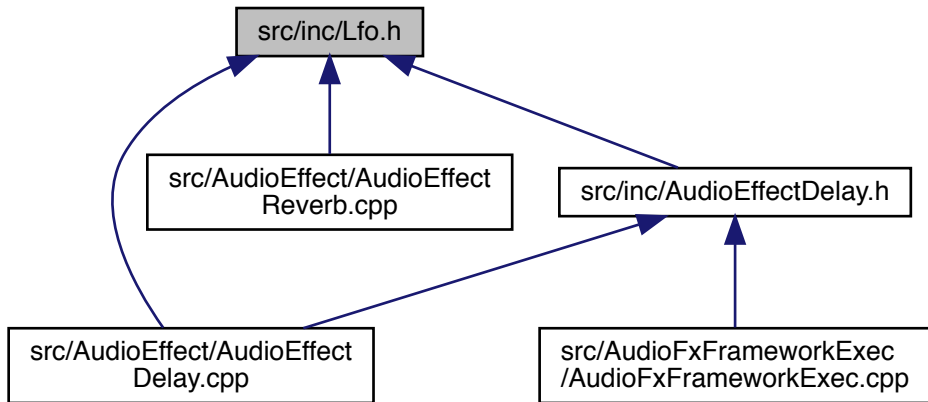 src/inc/Lfo.h
src/AudioEffect/AudioEffect
Reverb.cpp
src/inc/AudioEffectDelay.h
src/AudioEffect/AudioEffect
Delay.cpp
src/AudioFxFrameworkExec
/AudioFxFrameworkExec.cpp